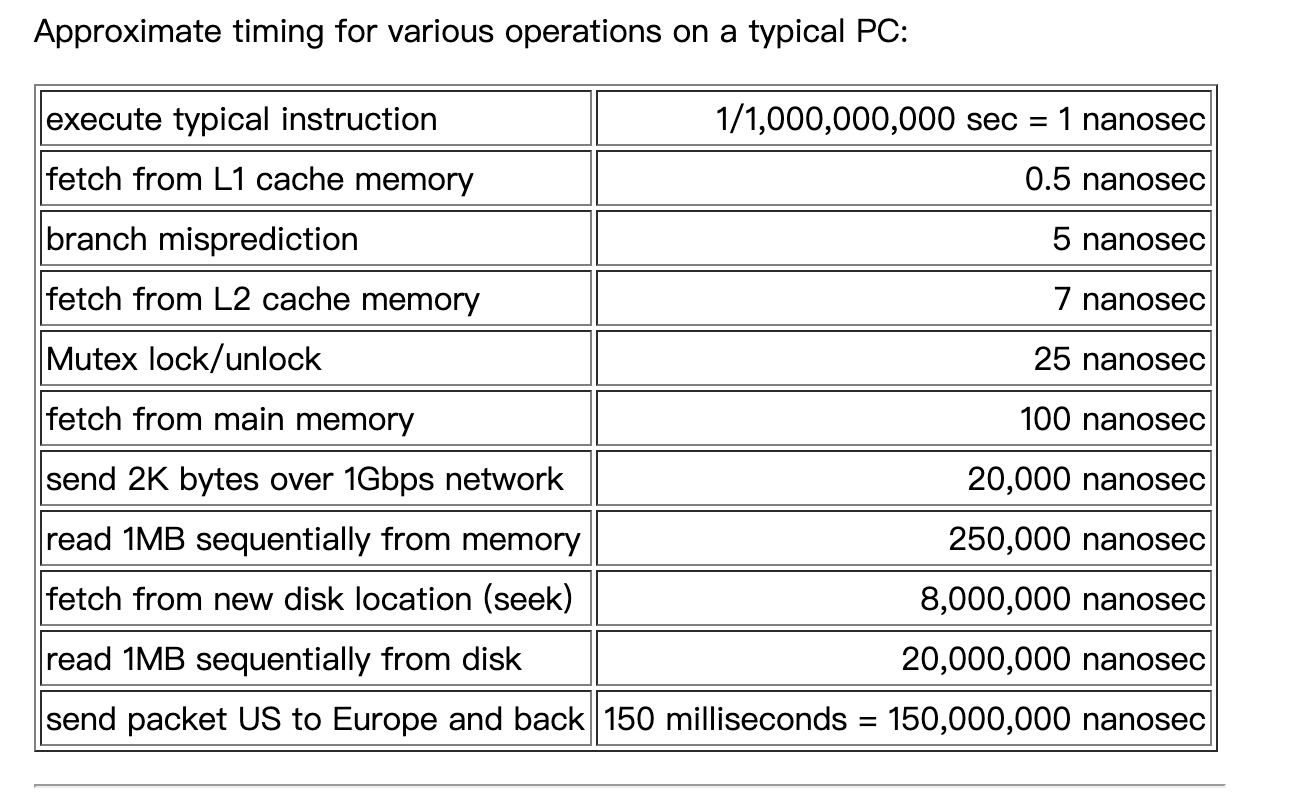 Approximate timing for various operations on a typical PC:
execute typical instruction 1/1,000,000,000 sec = 1 nanosec
fetch from L1 cache memory 0.5 nanosec
branch misprediction 5 nanosec
fetch from L2 cache memory 7 nanosec
Mutex lock/unlock 25 nanosec
fetch from main memory 100 nanosec
send 2K bytes over 1Gbps network 20,000 nanosec
read 1MB sequentially from memory 250,000 nanosec
fetch from new disk location (seek) 8,000,000 nanosec
read 1MB sequentially from disk 20,000,000 nanosec
send packet US to Europe and back 150 milliseconds = 150,000,000 nanosec